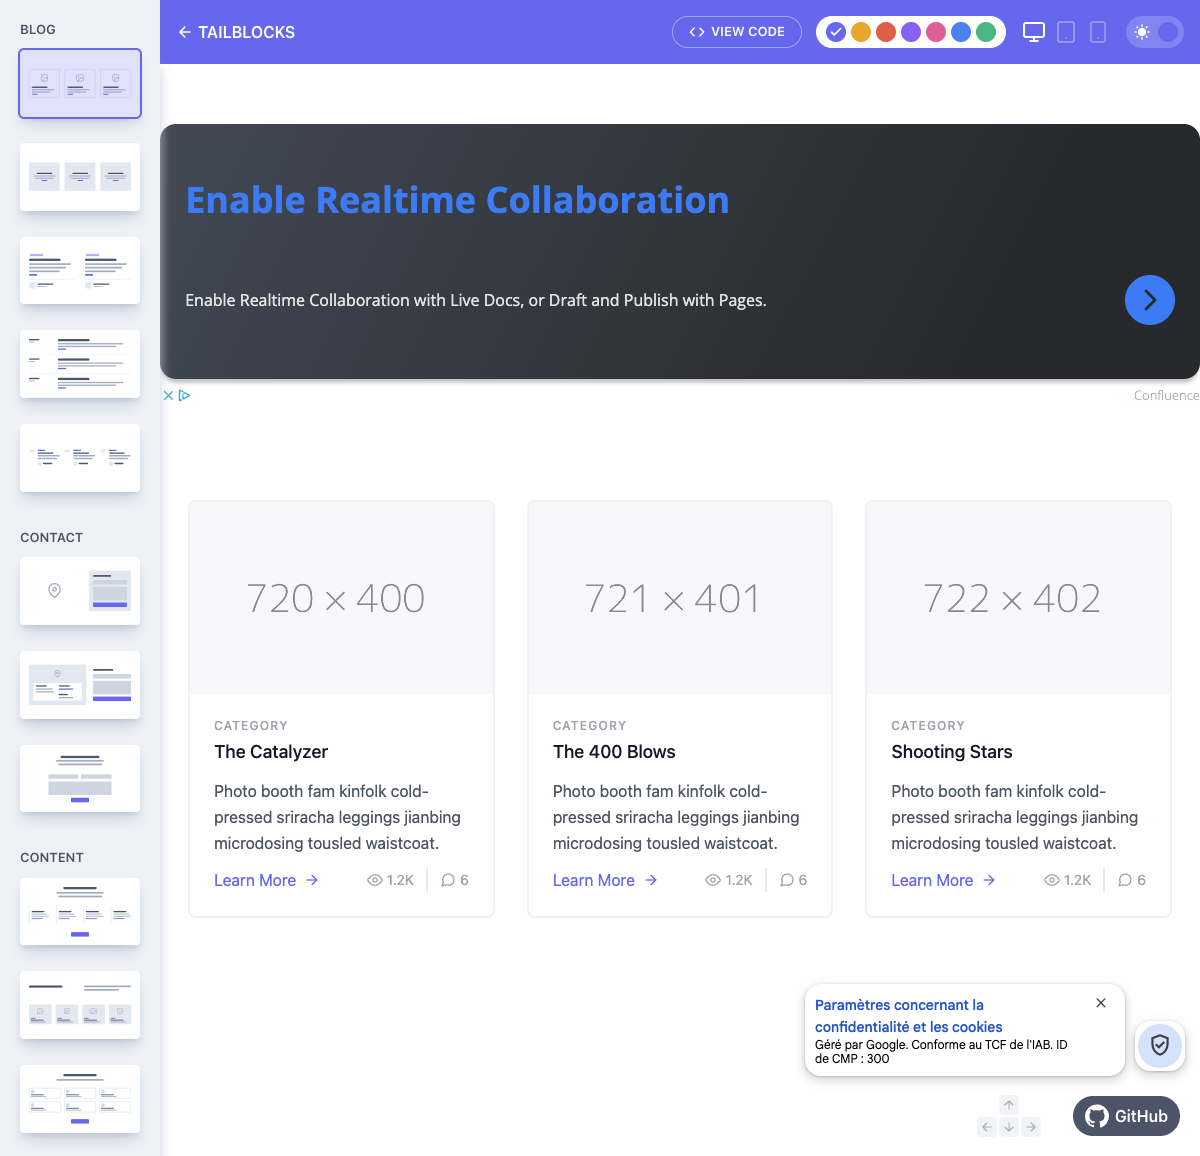 BLOG
TAILBLOCKS
VIEW CODE
Enable Realtime Collaboration
Enable Realtime Collaboration with Live Docs, or Draft and Publish with Pages.
Confluence
720 × 400
721 × 401
722 × 402
CATEGORY
The Catalyzer
Photo booth fam kinfolk cold-
pressed sriracha leggings jianbing
microdosing tousled waistcoat.
Learn More
1.2K
6
CATEGORY
The 400 Blows
Photo booth fam kinfolk cold-
pressed sriracha leggings jianbing
microdosing tousled waistcoat.
Learn More
1.2K
6
CATEGORY
Shooting Stars
Photo booth fam kinfolk cold-
pressed sriracha leggings jianbing
microdosing tousled waistcoat.
Learn More
1.2K
6
CONTACT
CONTENT
Paramètres concernant la
confidentialité et les cookies
Géré par Google. Conforme au TCF de l'IAB. ID
de CMP : 300
GitHub